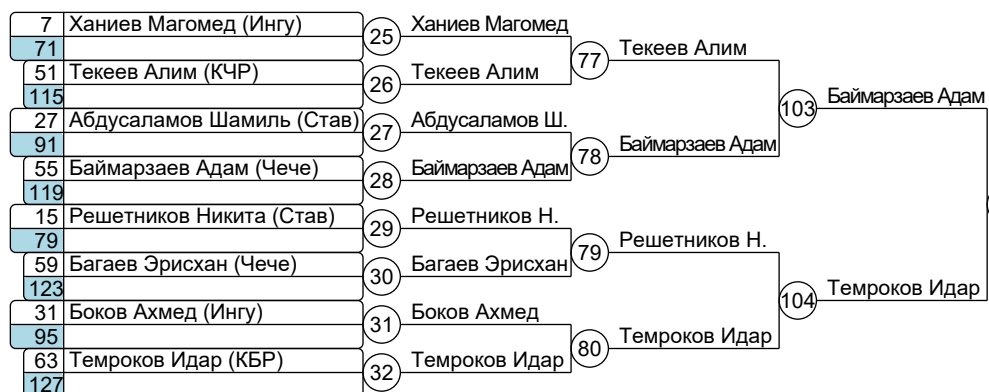 7 Ханиев Магомед (Ингу)
71
25
Ханиев Магомед
51 Текеев Алим (КЧР)
115
26
Текеев Алим
77
Текеев Алим
27 Абдусаламов Шамиль (Став)
91
27
Абдусаламов Ш.
55 Баймарзаев Адам (Чече)
119
28
Баймарзаев Адам
78
Баймарзаев Адам
103
Баймарзаев Адам
15 Решетников Никита (Став)
79
29
Решетников Н.
59 Багаев Эрисхан (Чече)
123
30
Багаев Эрисхан
79
Решетников Н.
31 Боков Ахмед (Ингу)
95
31
Боков Ахмед
63 Темроков Идар (КБР)
127
32
Темроков Идар
80
Темроков Идар
104
Темроков Идар